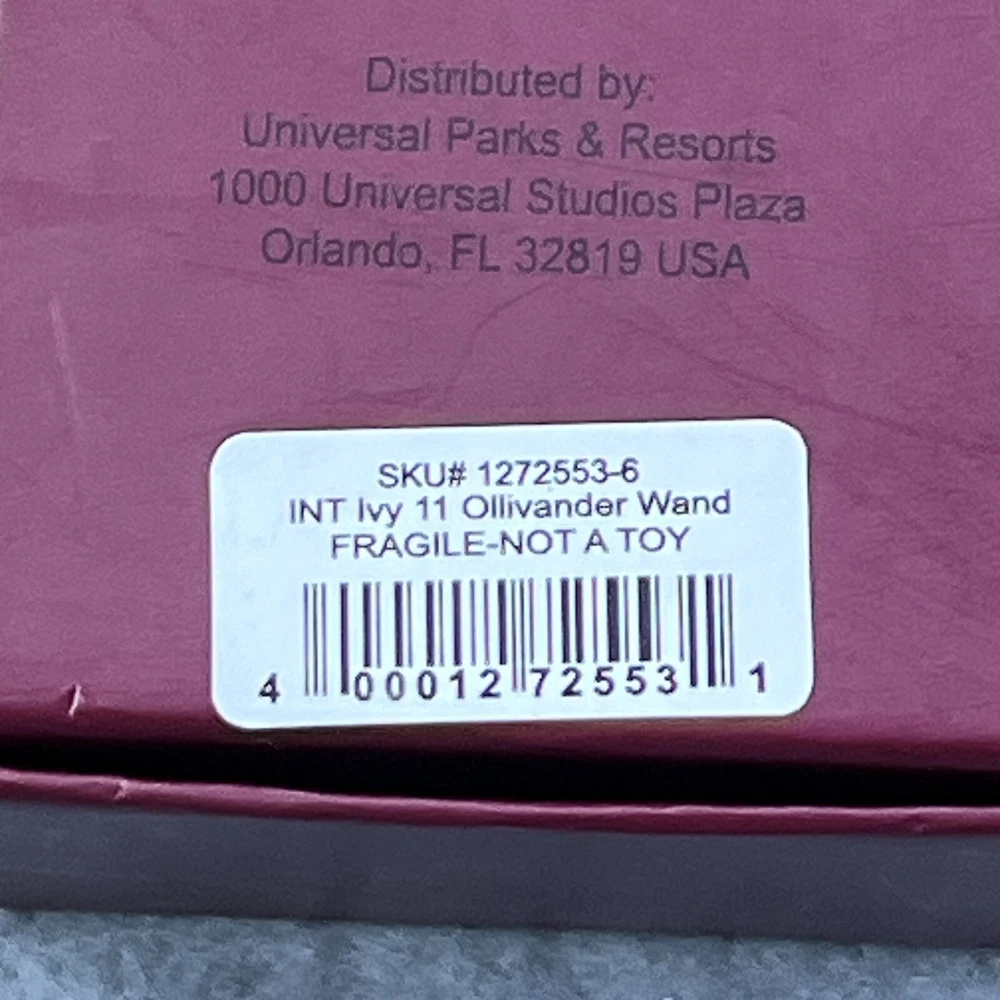 Distributed by:
Universal Parks & Resorts
1000 Universal Studios Plaza
Orlando, FL 32819 USA
SKU# 1272553-6
INT Ivy 11 Ollivander Wand
FRAGILE-NOT A TOY
4 00012 72553 1